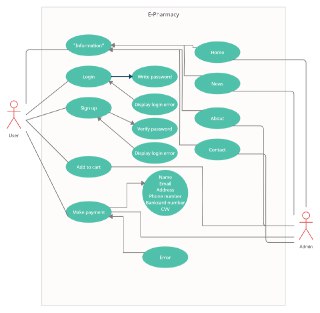 E-Pharmacy
"Information"
Home
Login
Write password
News
Display login error
Sign up
About
Verify password
User
Contact
Display login error
Add to cart
Name
Email
Address
Phone number
Bankcard number
CVV
Make payment
Admin
Error